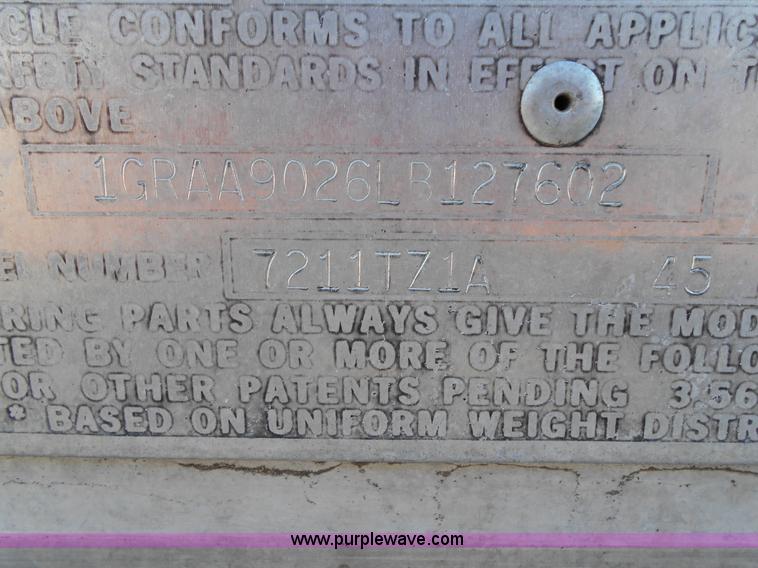 CLE CONFORMS TO ALL APPLIC
AFETY STANDARDS IN EFFECT ON T
ABOVE
1GRAA9026LB127602
EL NUMBER 7211TZ1A 45
RING PARTS ALWAYS GIVE THE MOD
TED BY ONE OR MORE OF THE FOLLO
OR OTHER PATENTS PENDING 3 56
* BASED ON UNIFORM WEIGHT DISTR
www.purplewave.com